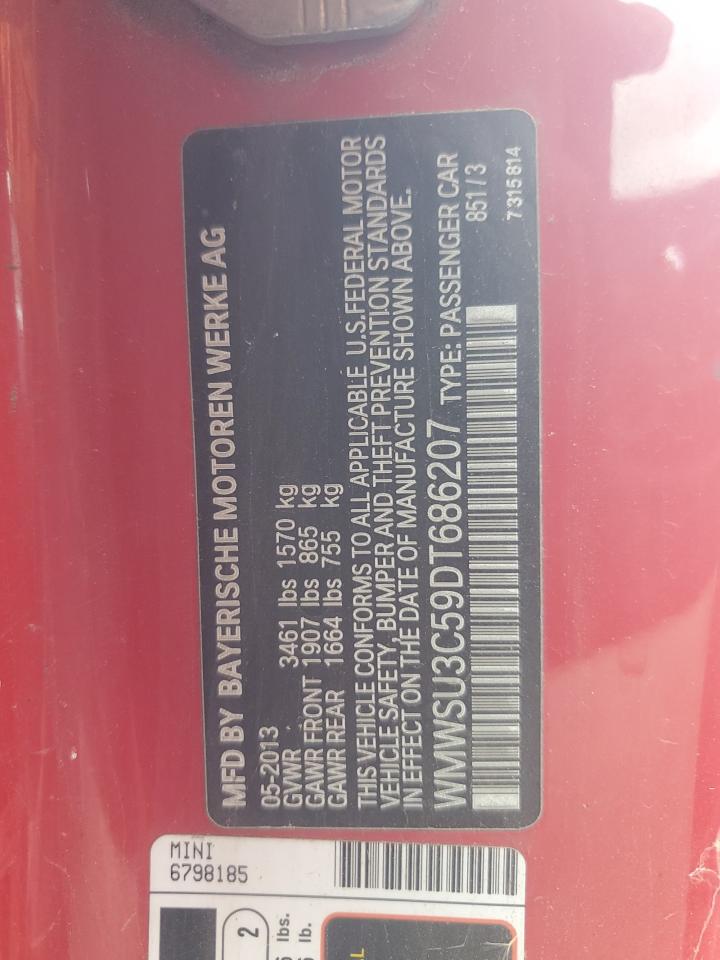 MFD BY BAYERISCHE MOTOREN WERKE AG
05-2013
GVWR 3461 lbs 1570 kg
GAWR FRONT 1907 lbs 865 kg
GAWR REAR 1664 lbs 755 kg
THIS VEHICLE CONFORMS TO ALL APPLICABLE U.S.FEDERAL MOTOR
VEHICLE SAFETY, BUMPER AND THEFT PREVENTION STANDARDS
IN EFFECT ON THE DATE OF MANUFACTURE SHOWN ABOVE.
WMWSU3C59DT686207 TYPE: PASSENGER CAR
851/3
7315814
MINI
6798185
2
lbs.
lb.